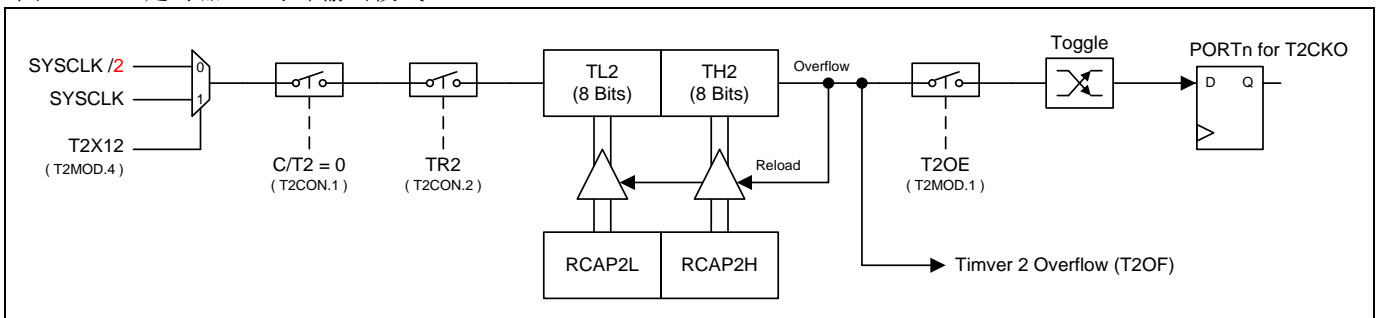 Toggle
PORTn for T2CKO
SYSCLK /2
0
TL2
(8 Bits)
TH2
(8 Bits)
Overflow
D
Q
SYSCLK
1
T2X12
( T2MOD.4 )
C/T2 = 0
( T2CON.1 )
TR2
( T2CON.2 )
Reload
T2OE
( T2MOD.1 )
RCAP2L
RCAP2H
Timver 2 Overflow (T2OF)